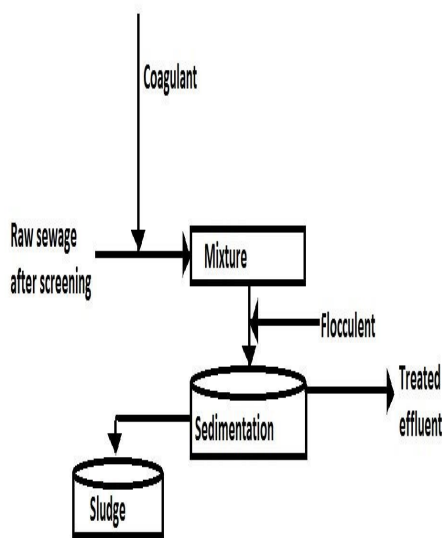 Coagulant
Raw sewage
after screening
Mixture
Flocculent
Treated
effluent
Sedimentation
Sludge